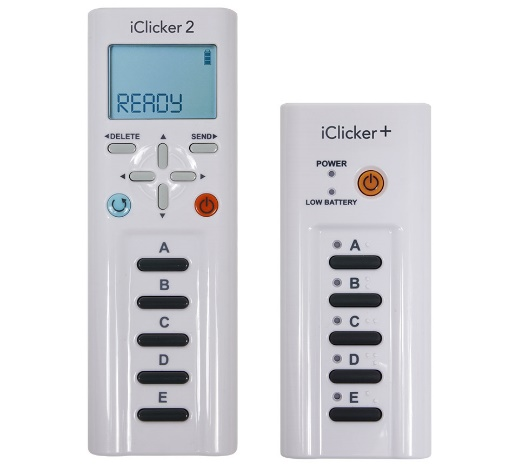 iClicker 2
READY
◄DELETE ▲ SEND►
◄ ►
▼
A
B
C
D
E
iClicker+
POWER
LOW BATTERY
A
B
C
D
E